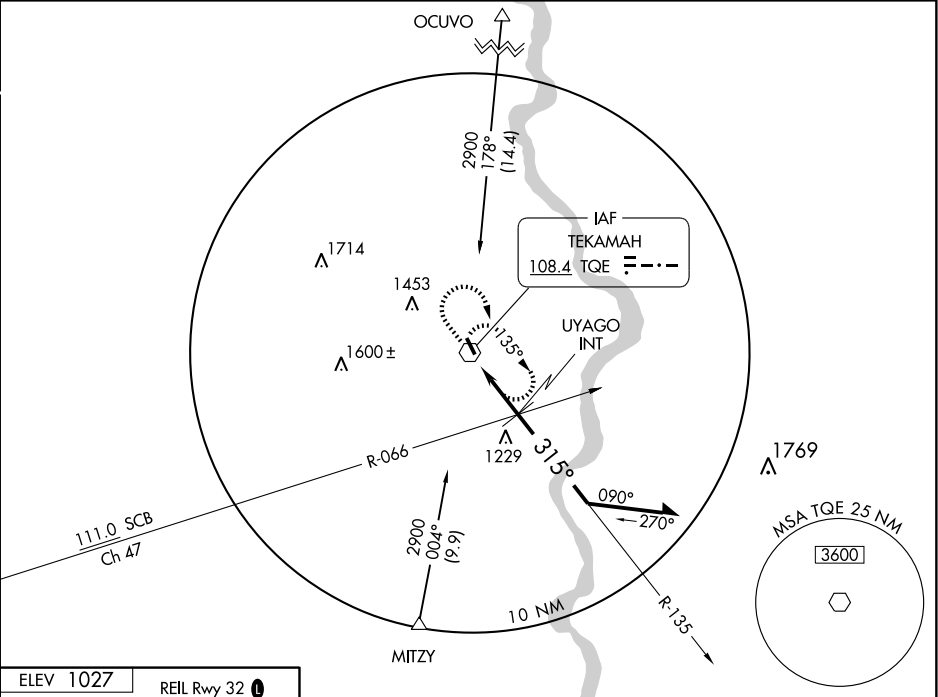 OCUVO
2900
178°
(14.4)
IAF
TEKAMAH
108.4 TQE
1714
1453
UYAGO
INT
135°
1600 ±
1229
R-066
315°
1769
090°
270°
MSA TQE 25 NM
3600
111.0 SCB
Ch 47
2900
004°
(9.9)
10 NM
R-135
MITZY
ELEV 1027
REIL Rwy 32 L